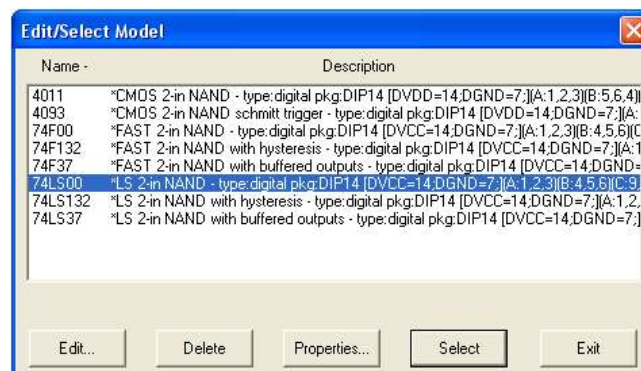 Edit/Select Model
Name - Description
4011 *CMOS 2-in NAND - type:digital pkg:DIP14 [DVDD=14;DGND=7;](A:1,2,3)(B:5,6,4)(
4093 *CMOS 2-in NAND schmitt trigger - type:digital pkg:DIP14 [DVDD=14;DGND=7;](A:
74F00 *FAST 2-in NAND - type:digital pkg:DIP14 [DVCC=14;DGND=7;](A:1,2,3)(B:4,5,6)(C
74F132 *FAST 2-in NAND with hysteresis - type:digital pkg:DIP14 [DVCC=14;DGND=7;](A:1
74F37 *FAST 2-in NAND with buffered outputs - type:digital pkg:DIP14 [DVCC=14;DGND=
74LS00 *LS 2-in NAND - type:digital pkg:DIP14 [DVCC=14;DGND=7;](A:1,2,3)(B:4,5,6)(C:9,
74LS132 *LS 2-in NAND with hysteresis - type:digital pkg:DIP14 [DVCC=14;DGND=7;](A:1,2,
74LS37 *LS 2-in NAND with buffered outputs - type:digital pkg:DIP14 [DVCC=14;DGND=7;]
Edit... Delete Properties... Select Exit